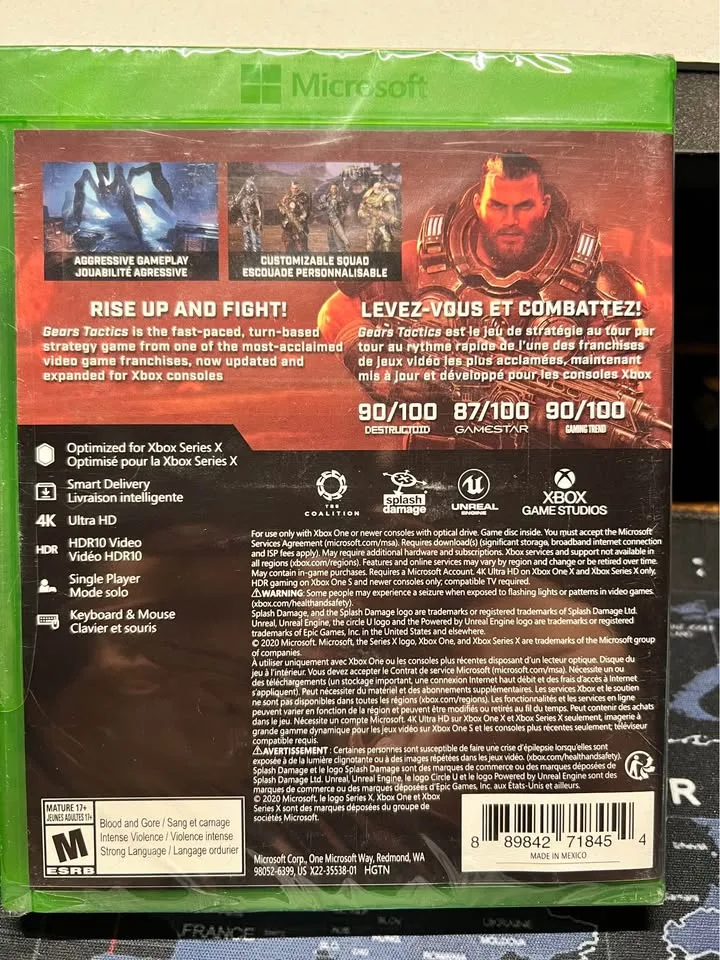 Microsoft
AGGRESSIVE GAMEPLAY
JOUABILITÉ AGRESSIVE
CUSTOMIZABLE SQUAD
ESCOUADE PERSONNALISABLE
RISE UP AND FIGHT!
Gears Tactics is the fast-paced, turn-based
strategy game from one of the most-acclaimed
video game franchises, now updated and
expanded for Xbox consoles
LEVEZ-VOUS ET COMBATTEZ!
Gears Tactics est le jeu de stratégie au tour par
tour au rythme rapide de l'une des franchises
de jeux vidéo les plus acclamées, maintenant
mis à jour et développé pour les consoles Xbox
90/100 87/100 90/100
DESTRUCTOID GAMESTAR GAMING TREND
Optimized for Xbox Series X
Optimisé pour la Xbox Series X
Smart Delivery
Livraison intelligente
4K Ultra HD
HDR HDR10 Video
Vidéo HDR10
Single Player
Mode solo
Keyboard & Mouse
Clavier et souris
THE
COALITION
splash
damage
UNREAL
ENGINE
XBOX
GAME STUDIOS
For use only with Xbox One or newer consoles with optical drive. Game disc inside. You must accept the Microsoft
Services Agreement (microsoft.com/msa). Requires download(s) (significant storage, broadband internet connection
and ISP fees apply). May require additional hardware and subscriptions. Xbox services and support not available in
all regions (xbox.com/regions). Features and online services may vary by region and change or be retired over time.
May contain in-game purchases. Requires a Microsoft Account. 4K Ultra HD on Xbox One X and Xbox Series X only,
HDR gaming on Xbox One S and newer consoles only; compatible TV required.
⚠WARNING: Some people may experience a seizure when exposed to flashing lights or patterns in video games.
(xbox.com/healthandsafety).
Splash Damage, and the Splash Damage logo are trademarks or registered trademarks of Splash Damage Ltd.
Unreal, Unreal Engine, the circle U logo and the Powered by Unreal Engine logo are trademarks or registered
trademarks of Epic Games, Inc. in the United States and elsewhere.
© 2020 Microsoft. Microsoft, the Series X logo, Xbox One, and Xbox Series X are trademarks of the Microsoft group
of companies.
À utiliser uniquement avec Xbox One ou les consoles plus récentes disposant d'un lecteur optique. Disque du
jeu à l'intérieur. Vous devez accepter le Contrat de service Microsoft (microsoft.com/msa). Nécessite un ou
des téléchargements (un stockage important, une connexion Internet haut débit et des frais d'accès à Internet
s'appliquent). Peut nécessiter du matériel et des abonnements supplémentaires. Les services Xbox et le soutien
ne sont pas disponibles dans toutes les régions (xbox.com/regions). Les fonctionnalités et les services en ligne
peuvent varier en fonction de la région et peuvent être modifiés ou retirés au fil du temps. Peut contenir des achats
dans le jeu. Nécessite un compte Microsoft. 4K Ultra HD sur Xbox One X et Xbox Series X seulement, imagerie à
grande gamme dynamique pour les jeux vidéo sur Xbox One S et les consoles plus récentes seulement; téléviseur
compatible requis.
⚠AVERTISSEMENT : Certaines personnes sont susceptible de faire une crise d'épilepsie lorsqu'elles sont
exposée à de la lumière clignotante ou à des images répétées dans les jeux vidéo. (xbox.com/healthandsafety).
Splash Damage et le logo Splash Damage sont des marques de commerce ou des marques déposées de
Splash Damage Ltd. Unreal, Unreal Engine, le logo Circle U et le logo Powered by Unreal Engine sont des
marques de commerce ou des marques déposées d'Epic Games, Inc. aux États-Unis et ailleurs.
© 2020 Microsoft. Microsoft, le logo Series X, Xbox One et Xbox
Series X sont des marques déposées du groupe de
sociétés Microsoft.
MATURE 17+
JEUNES ADULTES 17+
M
ESRB
Blood and Gore / Sang et carnage
Intense Violence / Violence intense
Strong Language / Langage ordurier
Microsoft Corp., One Microsoft Way, Redmond, WA
98052-6399, US X22-35538-01 HGTN
8 89842 71845 4
MADE IN MEXICO
R
FRANCE
UKRAINE
MOLDOVA